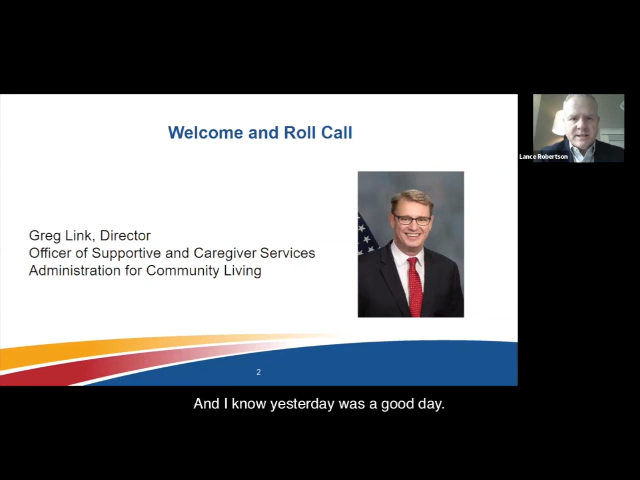 Welcome and Roll Call
Lance Robertson
Greg Link, Director
Officer of Supportive and Caregiver Services
Administration for Community Living
2
And I know yesterday was a good day.